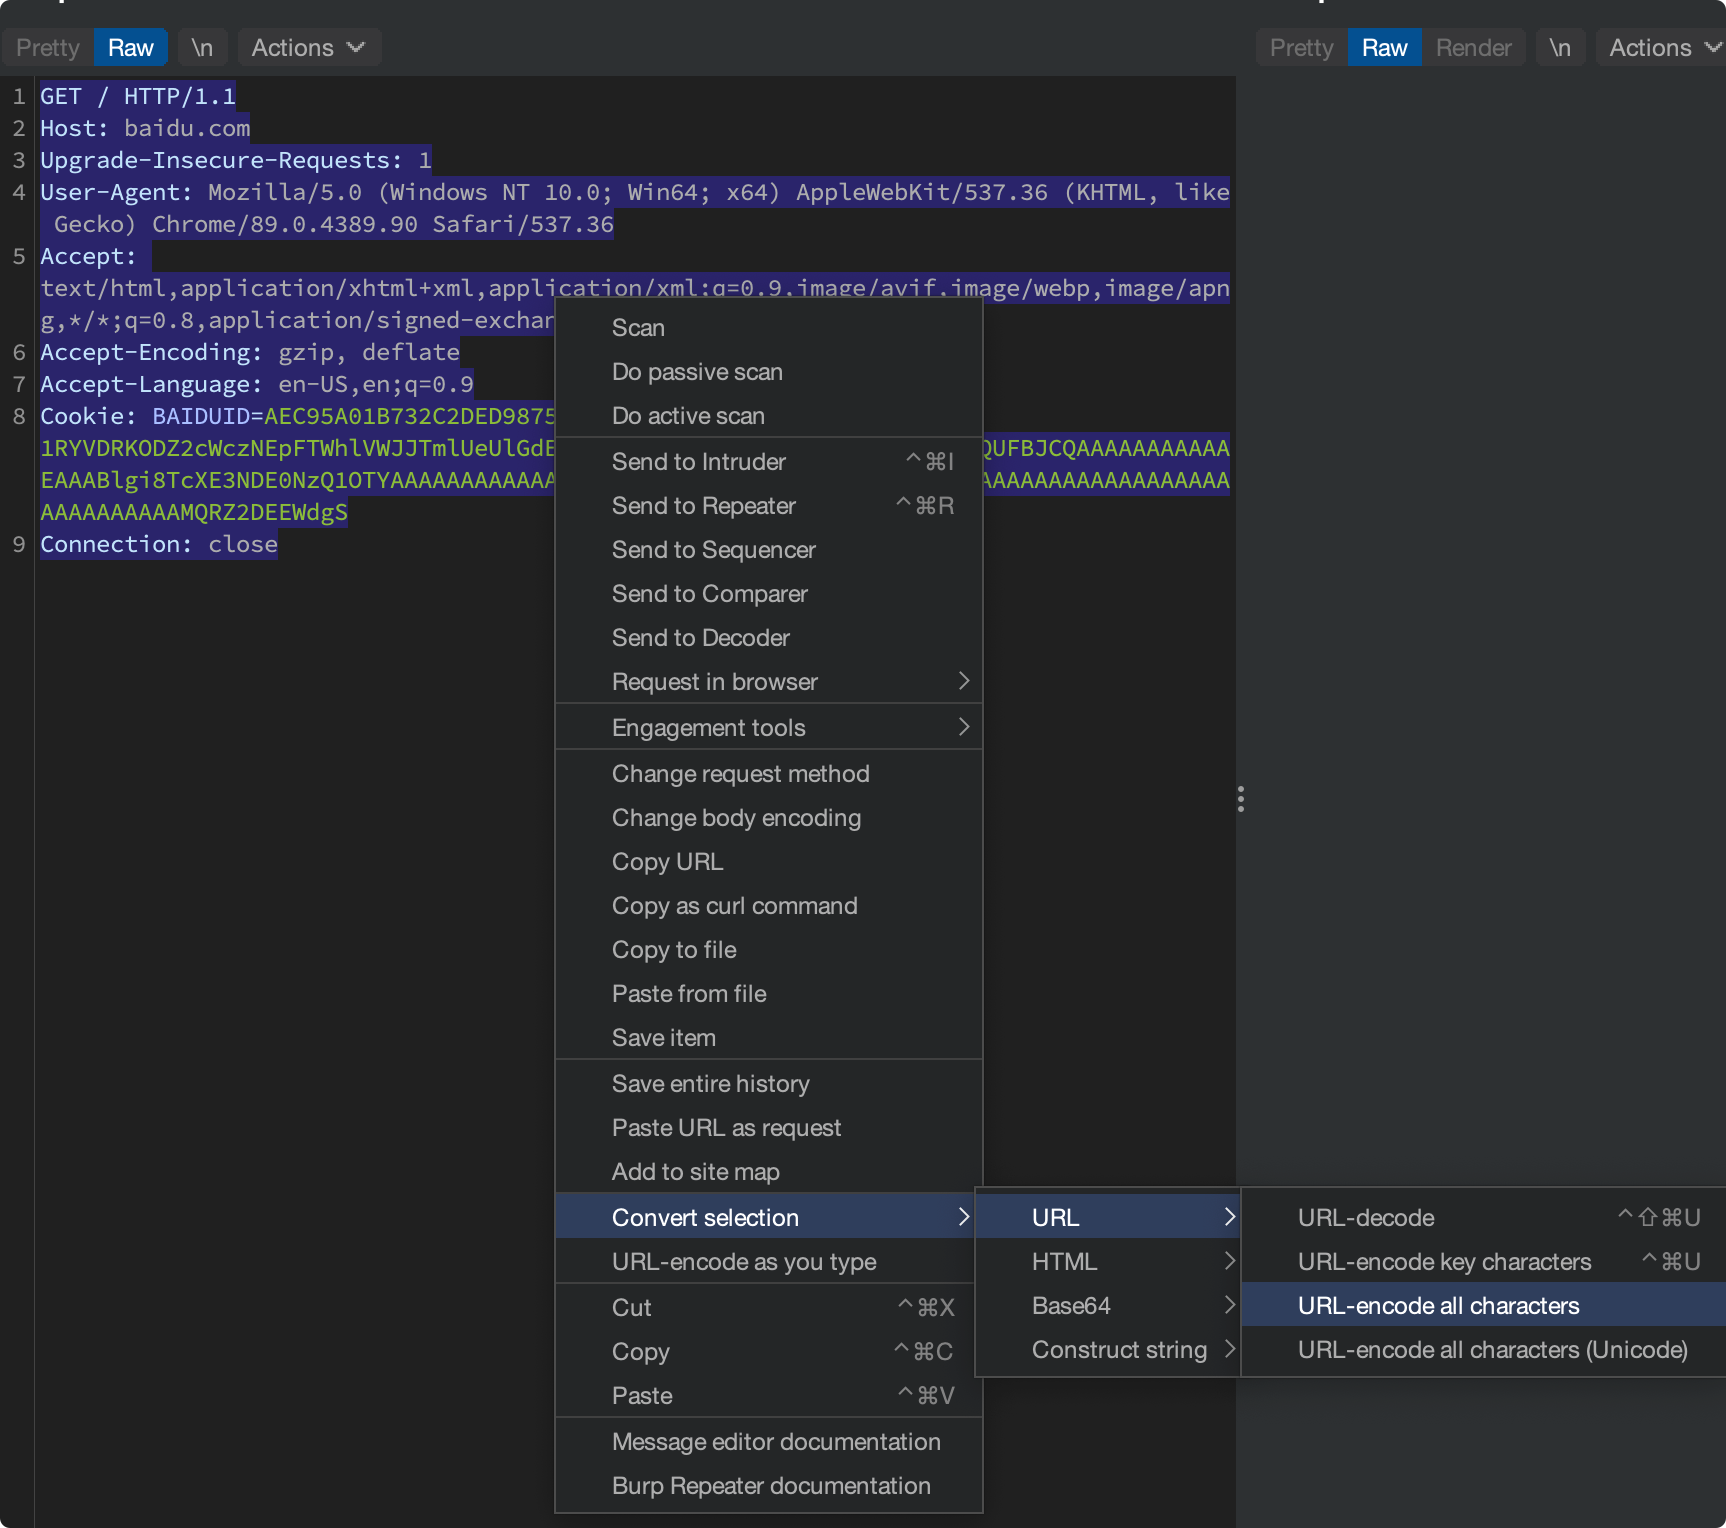 Pretty Raw \n Actions
1 GET / HTTP/1.1
2 Host: baidu.com
3 Upgrade-Insecure-Requests: 1
4 User-Agent: Mozilla/5.0 (Windows NT 10.0; Win64; x64) AppleWebKit/537.36 (KHTML, like
Gecko) Chrome/89.0.4389.90 Safari/537.36
5 Accept:
text/html,application/xhtml+xml,application/xml;q=0.9,image/avif,image/webp,image/apn
g,*/*;q=0.8,application/signed-exchar
6 Accept-Encoding: gzip, deflate
7 Accept-Language: en-US,en;q=0.9
8 Cookie: BAIDUID=AEC95A01B732C2DED9875
1RYVDRKODZ2cWczNEpFTWhlVWJJTmlUeUlGdE QUFBJCQAAAAAAAAAAA
EAAABlgi8TcXE3NDE0NzQ1OTYAAAAAAAAAAAA AAAAAAAAAAAAAAAAAA
AAAAAAAAAAMQRZ2DEEWdgS
9 Connection: close
Scan
Do passive scan
Do active scan
Send to Intruder ^⌘I
Send to Repeater ^⌘R
Send to Sequencer
Send to Comparer
Send to Decoder
Request in browser
Engagement tools
Change request method
Change body encoding
Copy URL
Copy as curl command
Copy to file
Paste from file
Save item
Save entire history
Paste URL as request
Add to site map
Convert selection
URL-encode as you type
Cut ^⌘X
Copy ^⌘C
Paste ^⌘V
Message editor documentation
Burp Repeater documentation
URL
HTML
Base64
Construct string
URL-decode ^⇧⌘U
URL-encode key characters ^⌘U
URL-encode all characters
URL-encode all characters (Unicode)
Pretty Raw Render \n Actions